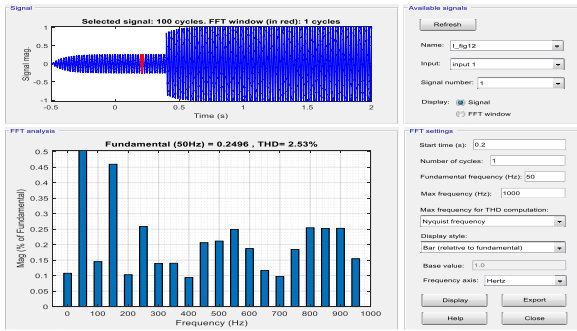 Signal
Selected signal: 100 cycles. FFT window (in red): 1 cycles
Signal mag.
1
0.5
0
-0.5
-1
-0.5
0
0.5
1
1.5
2
Time (s)
FFT analysis
Fundamental (50Hz) = 0.2496 , THD= 2.53%
Mag (% of Fundamental)
0.5
0.45
0.4
0.35
0.3
0.25
0.2
0.15
0.1
0.05
0
0 100 200 300 400 500 600 700 800 900 1000
Frequency (Hz)
Available signals
Refresh
Name: I_fig12
Input: input 1
Signal number: 1
Display: Signal
FFT window
FFT settings
Start time (s): 0.2
Number of cycles: 1
Fundamental frequency (Hz): 50
Max frequency (Hz): 1000
Max frequency for THD computation:
Nyquist frequency
Display style:
Bar (relative to fundamental)
Base value: 1.0
Frequency axis: Hertz
Display Export
Help Close